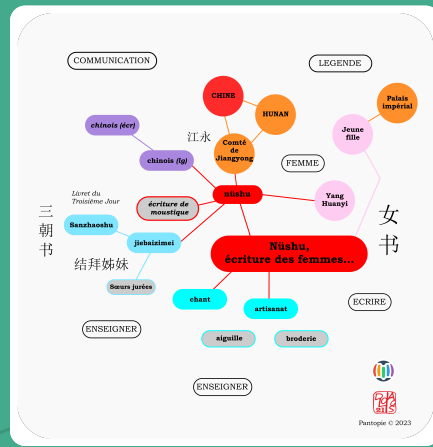 COMMUNICATION
LEGENDE
CHINE
Palais
impérial
HUNAN
chinois (écr)
Jeune
fille
江永
Comté
de
Jiangyong
chinois (lg)
FEMME
nüshu
Yang
Huanyi
Livret du
Troisième Jour
écriture de
moustique
三朝书
女书
Sanzhaoshu
jiebaizimei
Nüshu,
écriture des femmes...
结拜姊妹
Sœurs jurées
chant
artisanat
ECRIRE
ENSEIGNER
aiguille
broderie
ENSEIGNER
Pantopie © 2023